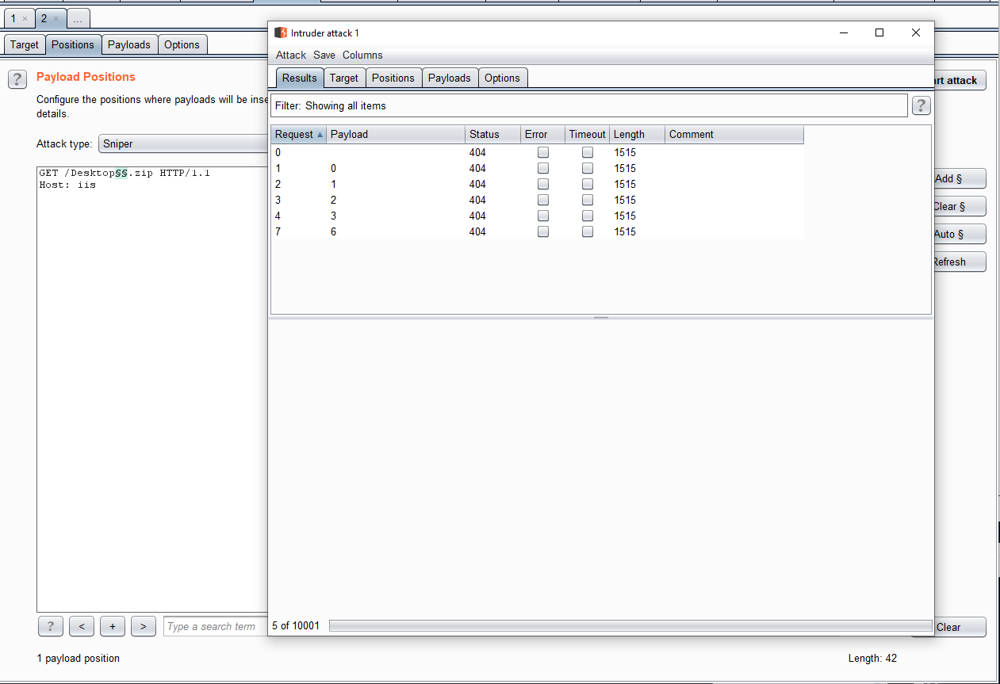 1 ×
2 ×
...
Target
Positions
Payloads
Options
?
Payload Positions
Configure the positions where payloads will be
details.
Attack type:
Sniper
GET /Desktop§§.zip HTTP/1.1
Host: iis
?
<
+
>
Type a search term
1 payload position
Intruder attack 1
Attack Save Columns
Results
Target
Positions
Payloads
Options
Filter: Showing all items
?
Request ▲ Payload Status Error Timeout Length Comment
0 404 1515
1 0 404 1515
2 1 404 1515
3 2 404 1515
4 3 404 1515
7 6 404 1515
5 of 10001
attack
Add §
Clear §
Auto §
Refresh
Clear
Length: 42